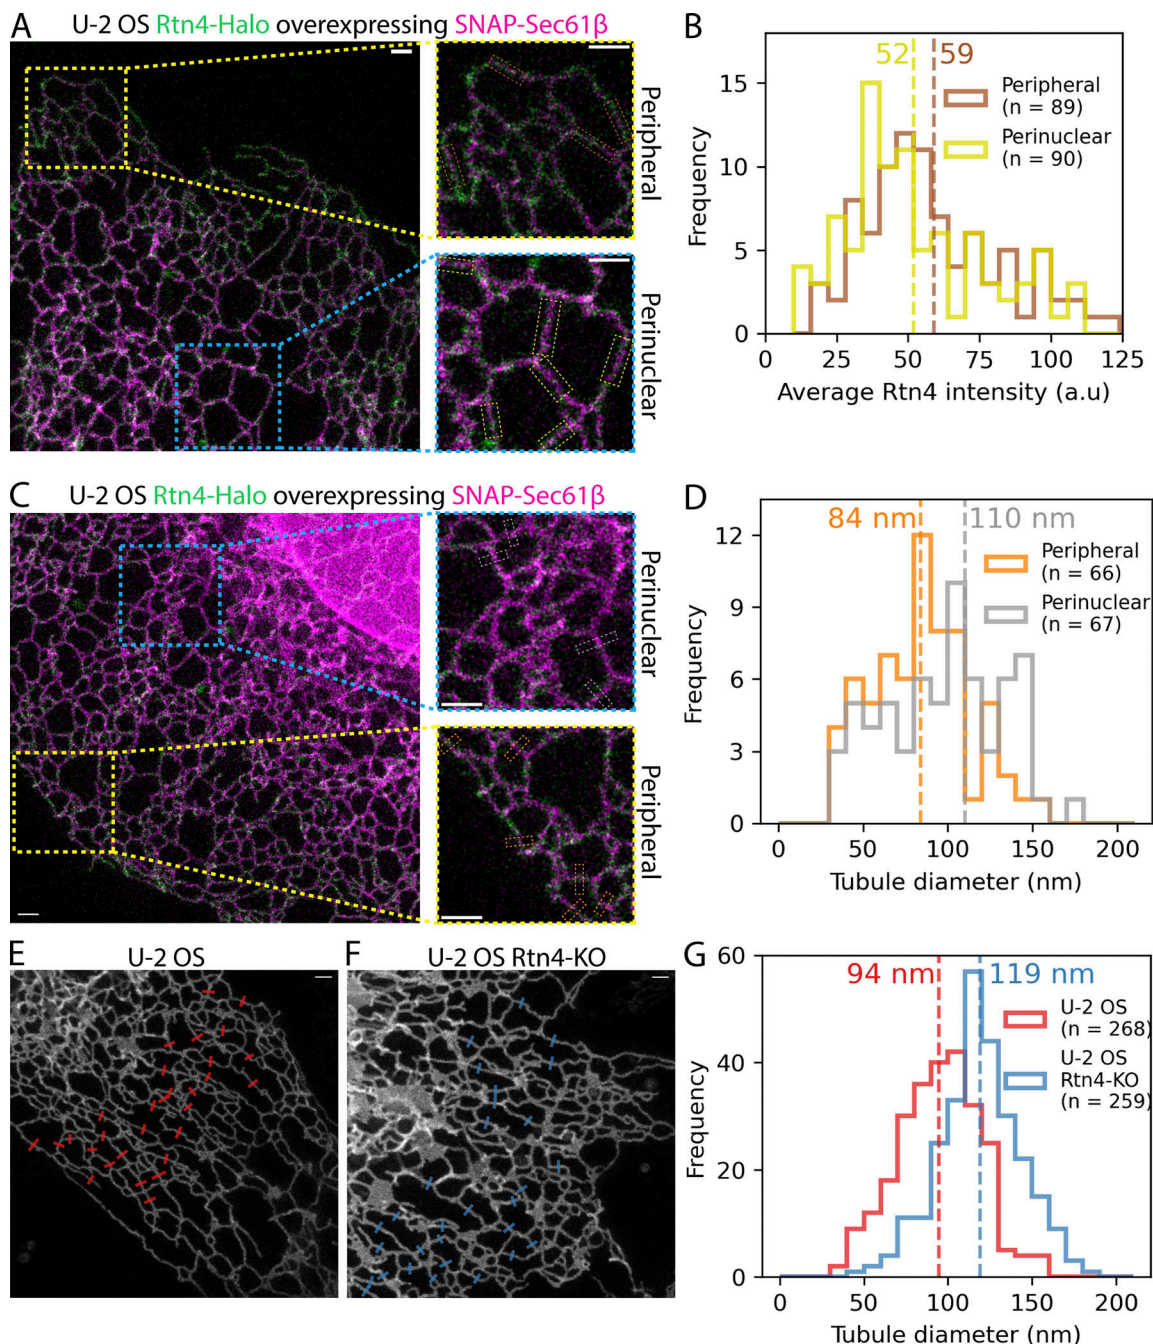 A
U-2 OS Rtn4-Halo overexpressing SNAP-Sec61β
Peripheral
Perinuclear
B
52
59
Peripheral
(n = 89)
Perinuclear
(n = 90)
Frequency
15
10
5
0
0 25 50 75 100 125
Average Rtn4 intensity (a.u)
C
U-2 OS Rtn4-Halo overexpressing SNAP-Sec61β
Perinuclear
Peripheral
D
84 nm
110 nm
Peripheral
(n = 66)
Perinuclear
(n = 67)
Frequency
12
9
6
3
0
0 50 100 150 200
Tubule diameter (nm)
E
U-2 OS
F
U-2 OS Rtn4-KO
G
94 nm
119 nm
U-2 OS
(n = 268)
U-2 OS
Rtn4-KO
(n = 259)
Frequency
60
40
20
0
0 50 100 150 200
Tubule diameter (nm)